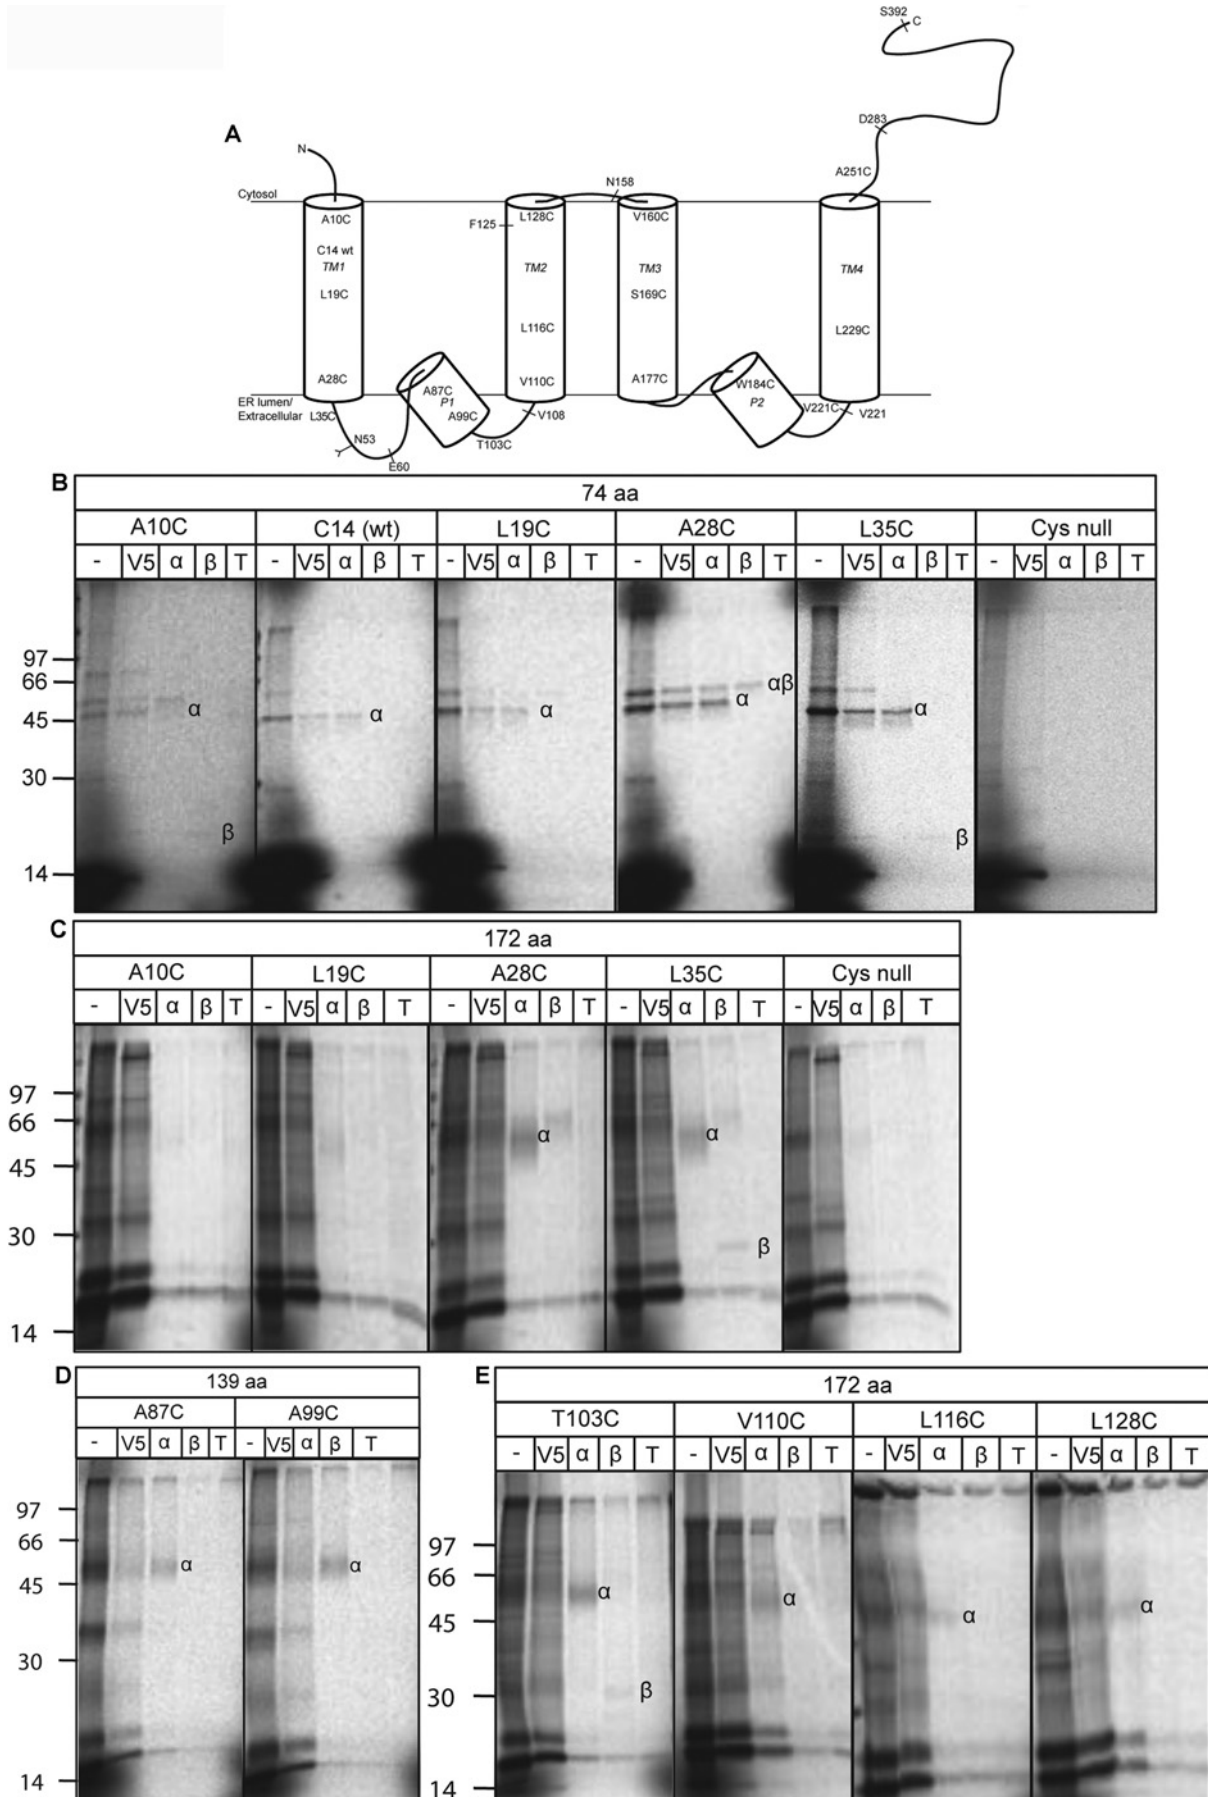 S392
C
D283
A
N
A251C
Cytosol
N158
A10C
F125
L128C
V160C
C14 wt
TM1
TM2
TM3
TM4
L19C
S169C
L116C
L229C
A28C
A87C
V110C
A177C
W184C
ER lumen/
Extracellular
L35C
P1
A99C
P2
V221C
V221
V108
N53
T103C
E60
B
74 aa
A10C C14 (wt) L19C A28C L35C Cys null
- V5 α β T - V5 α β T - V5 α β T - V5 α β T - V5 α β T - V5 α β T
97
66
αβ
α
α α α α
45
30
β β
14
C
172 aa
A10C L19C A28C L35C Cys null
- V5 α β T - V5 α β T - V5 α β T - V5 α β T - V5 α β T
97
66
α α
45
30
β
14
D
139 aa
A87C A99C
- V5 α β T - V5 α β T
97
66
α α
45
30
14
E
172 aa
T103C V110C L116C L128C
- V5 α β T - V5 α β T - V5 α β T - V5 α β T
97
66
α α α α
45
30
β
14